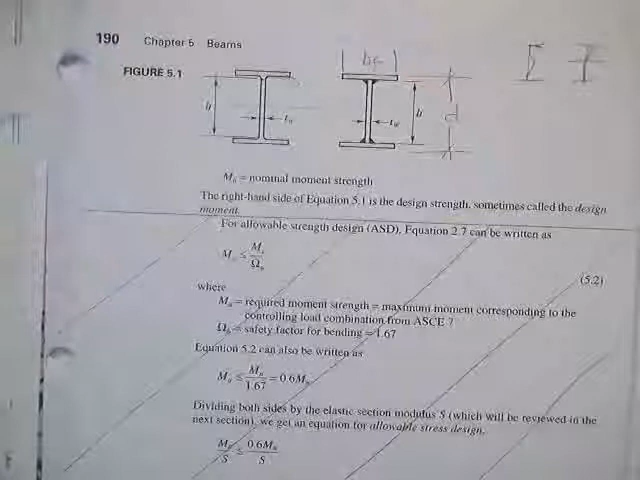 190 Chapter 5 Beams
FIGURE 5.1
bf
h
tw
tw
h
d
Mn = nominal moment strength
The right-hand side of Equation 5.1 is the design strength, sometimes called the design
moment.
For allowable strength design (ASD), Equation 2.7 can be written as
Ma ≤ Mn/Ωb
(5.2)
where
Ma = required moment strength = maximum moment corresponding to the
controlling load combination from ASCE 7
Ωb = safety factor for bending = 1.67
Equation 5.2 can also be written as
Ma ≤ Mn/1.67 = 0.6Mn
Dividing both sides by the elastic section modulus S (which will be reviewed in the
next section), we get an equation for allowable stress design.
Ma/S ≤ 0.6Mn/S